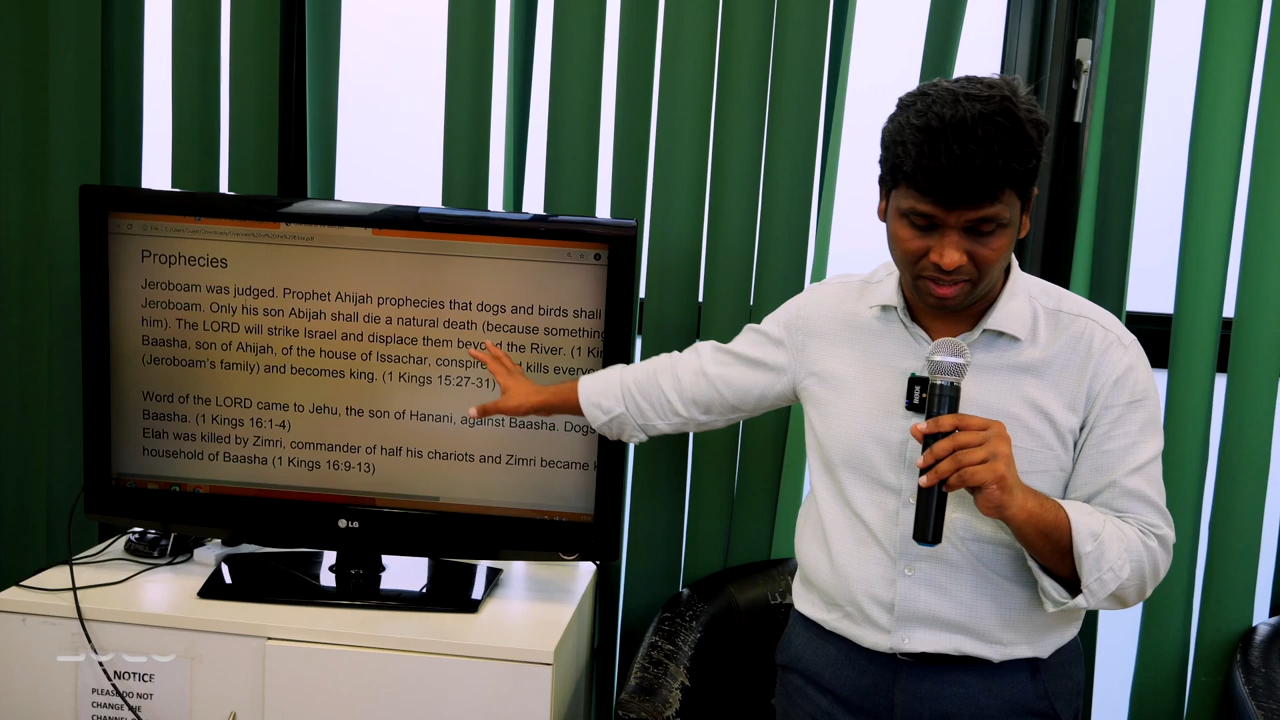 Prophecies
Jeroboam was judged. Prophet Ahijah prophecies that dogs and birds shall
Jeroboam. Only his son Abijah shall die a natural death (because something
him). The LORD will strike Israel and displace them beyond the River. (1 Kin
Baasha, son of Ahijah, of the house of Issachar, conspire kills everyo
(Jeroboam's family) and becomes king. (1 Kings 15:27-31)
Word of the LORD came to Jehu, the son of Hanani, against Baasha. Dogs
Baasha. (1 Kings 16:1-4)
Elah was killed by Zimri, commander of half his chariots and Zimri became k
household of Baasha (1 Kings 16:9-13)
LG
RODE
NOTICE
PLEASE DO NOT
CHANGE THE
CHANNEL